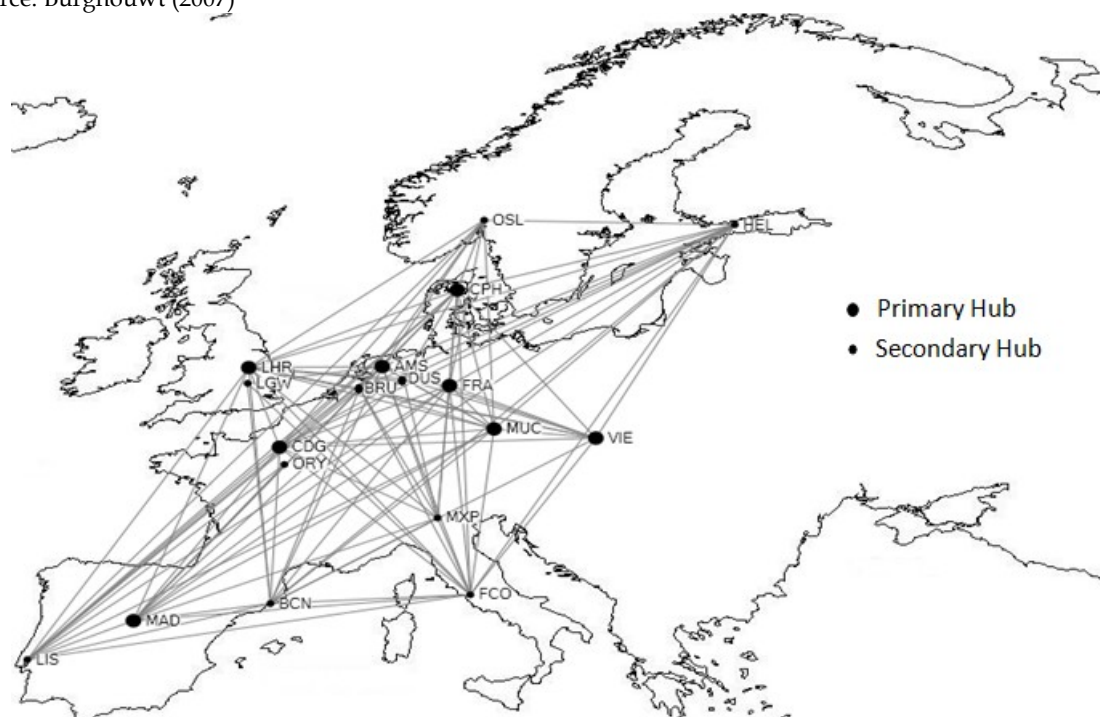 rce: Burghouwt (2007)
OSL
HEL
CPH
Primary Hub
Secondary Hub
LHR
AMS
LGW
BRU
DUS
FRA
MUC
VIE
CDG
ORY
MXP
FCO
BCN
MAD
LIS